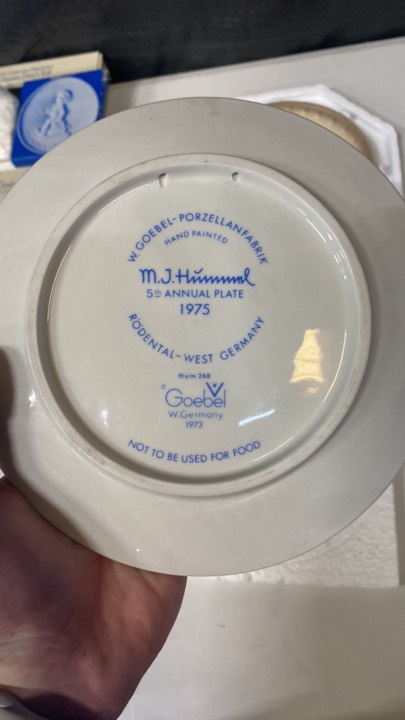 W. GOEBEL-PORZELLANFABRIK
HAND PAINTED
M.J.Hummel
5TH ANNUAL PLATE
1975
RÖDENTAL-WEST GERMANY
Hum 268
© Goebel
W.Germany
1973
NOT TO BE USED FOR FOOD